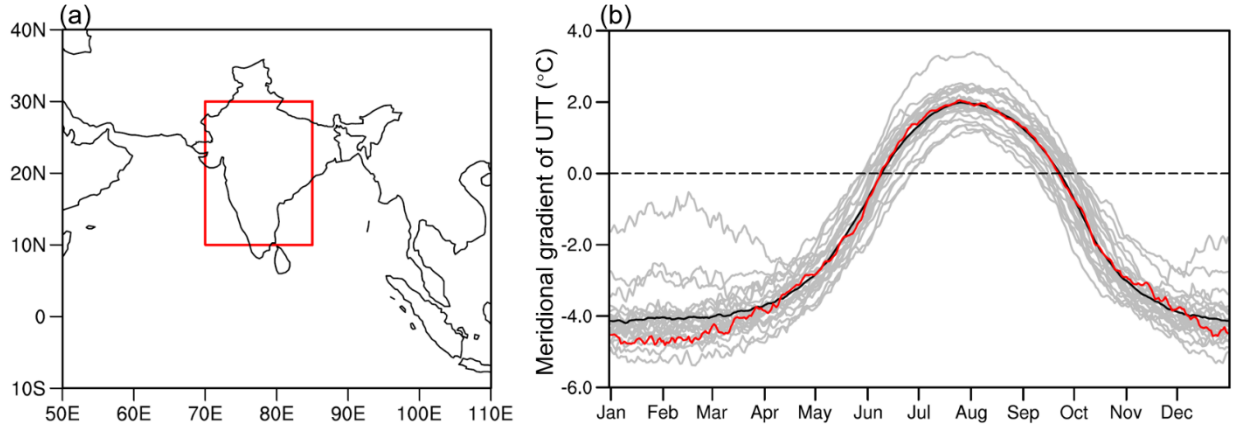 (a)
40N
30N
20N
10N
0
10S
50E 60E 70E 80E 90E 100E 110E
(b)
Meridional gradient of UTT (°C)
4.0
2.0
0.0
-2.0
-4.0
-6.0
Jan Feb Mar Apr May Jun Jul Aug Sep Oct Nov Dec